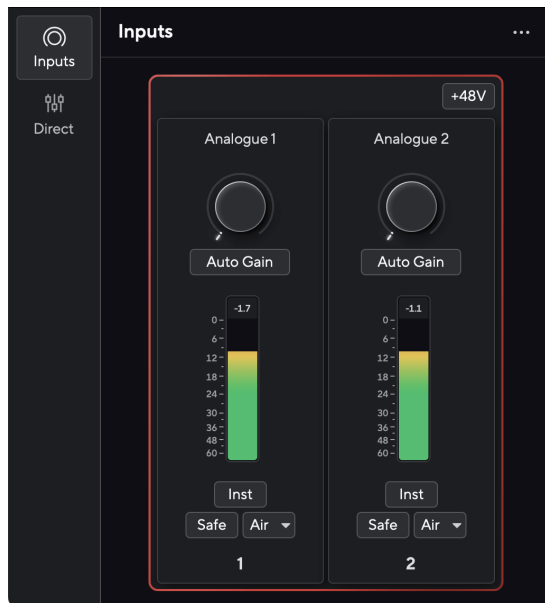 Inputs
Direct
Inputs
...
+48V
Analogue 1
Auto Gain
-1.7
0
6
12
18
24
30
36
48
60
Inst
Safe Air
1
Analogue 2
Auto Gain
-1.1
0
6
12
18
24
30
36
48
60
Inst
Safe Air
2